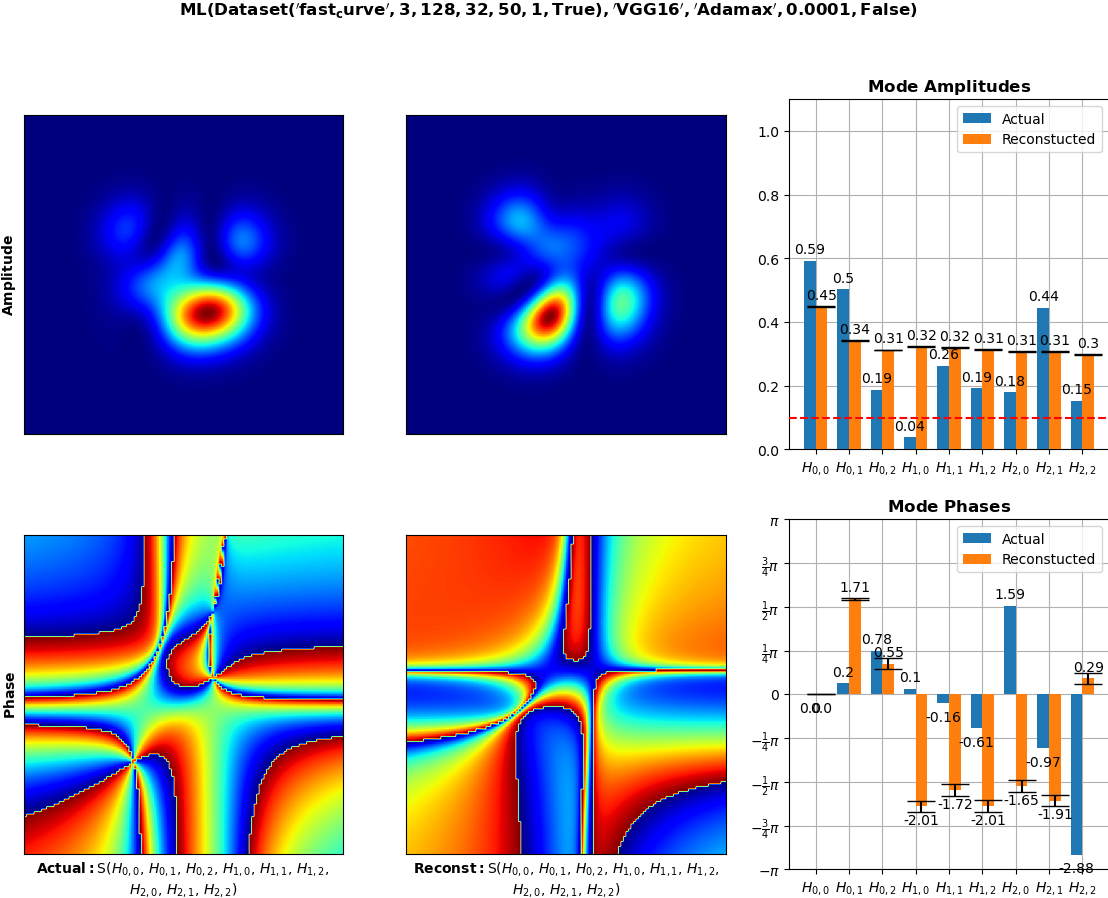 ML(Dataset('fast_curve', 3, 128, 32, 50, 1, True), 'VGG16', 'Adamax', 0.0001, False)
Mode Amplitudes
Amplitude
Actual
Reconstucted
1.0
0.8
0.6
0.4
0.2
0.0
0.59
0.45
0.5
0.34
0.19
0.31
0.04
0.32
0.26
0.32
0.19
0.31
0.18
0.31
0.44
0.31
0.15
0.3
H0,0 H0,1 H0,2 H1,0 H1,1 H1,2 H2,0 H2,1 H2,2
Mode Phases
Phase
Actual
Reconstucted
π
3/4π
1/2π
1/4π
0
−1/4π
−1/2π
−3/4π
−π
0.0
0.0
0.2
1.71
0.78
0.55
0.1
-2.01
-0.16
-1.72
-0.61
-2.01
1.59
-1.65
-0.97
-1.91
-2.88
0.29
H0,0 H0,1 H0,2 H1,0 H1,1 H1,2 H2,0 H2,1 H2,2
Actual: S(H0,0, H0,1, H0,2, H1,0, H1,1, H1,2,
H2,0, H2,1, H2,2)
Reconst: S(H0,0, H0,1, H0,2, H1,0, H1,1, H1,2,
H2,0, H2,1, H2,2)